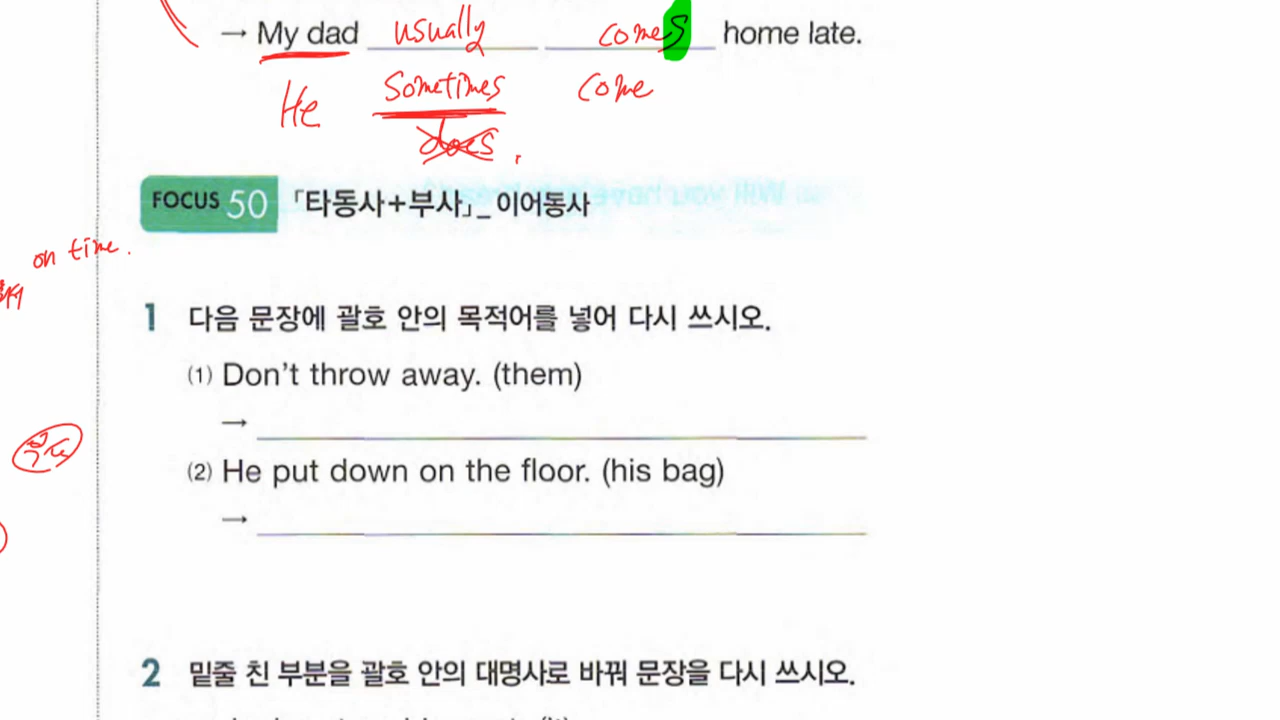 → My dad usually comes home late.
He sometimes come
does.
FOCUS 50 「타동사+부사」_ 이어동사
on time.
1 다음 문장에 괄호 안의 목적어를 넣어 다시 쓰시오.
(1) Don't throw away. (them)
→
(2) He put down on the floor. (his bag)
→
2 밑줄 친 부분을 괄호 안의 대명사로 바꿔 문장을 다시 쓰시오.